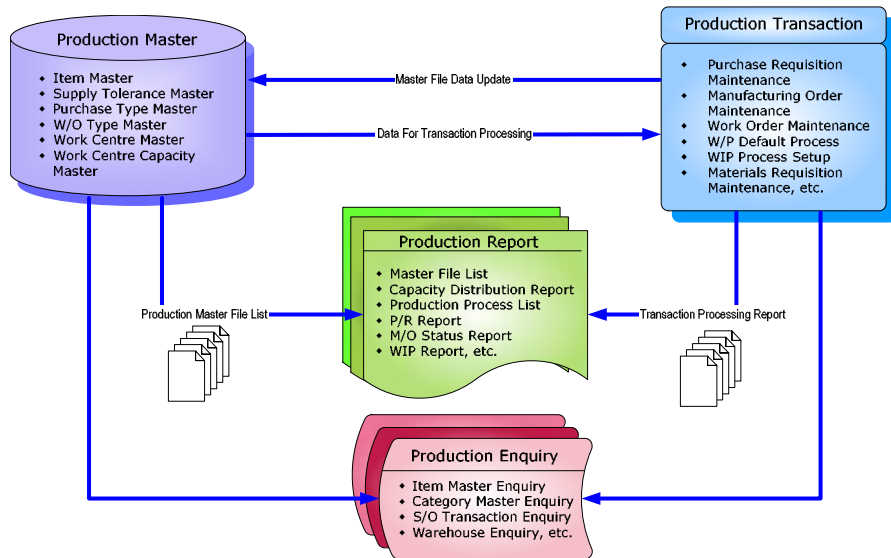 Production Master
◆ Item Master
◆ Supply Tolerance Master
◆ Purchase Type Master
◆ W/O Type Master
◆ Work Centre Master
◆ Work Centre Capacity
Master
Master File Data Update
Data For Transaction Processing
Production Transaction
◆ Purchase Requisition
Maintenance
◆ Manufacturing Order
Maintenance
◆ Work Order Maintenance
◆ W/P Default Process
◆ WIP Process Setup
◆ Materials Requisition
Maintenance, etc.
Production Report
◆ Master File List
◆ Capacity Distribution Report
◆ Production Process List
◆ P/R Report
◆ M/O Status Report
◆ WIP Report, etc.
Production Master File List
Transaction Processing Report
Production Enquiry
◆ Item Master Enquiry
◆ Category Master Enquiry
◆ S/O Transaction Enquiry
◆ Warehouse Enquiry, etc.